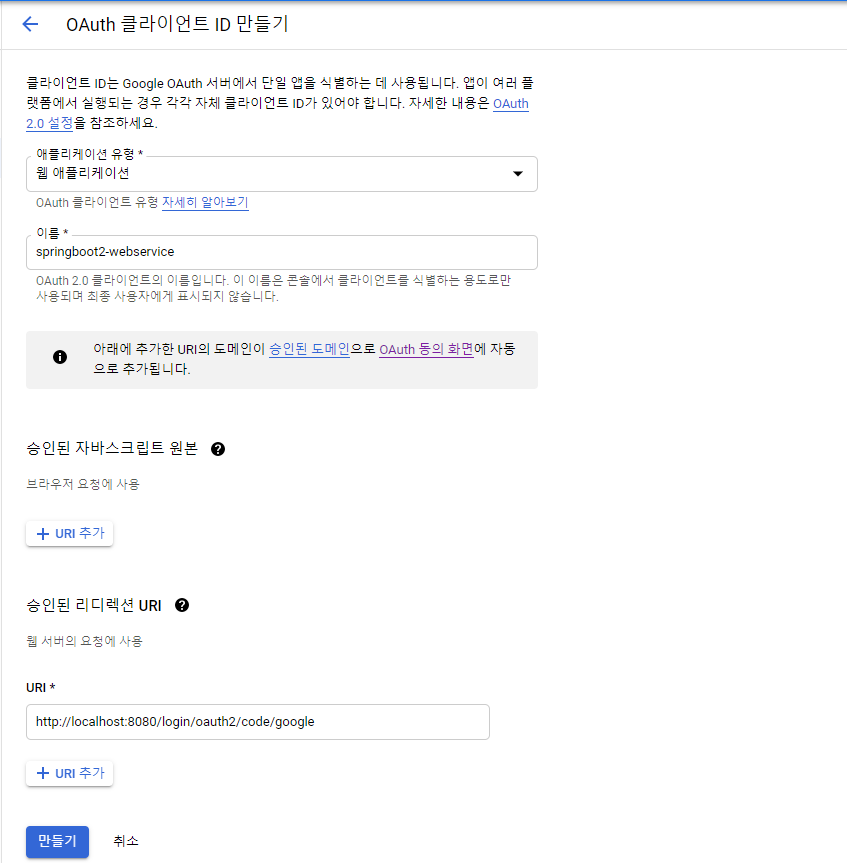 OAuth 클라이언트 ID 만들기
클라이언트 ID는 Google OAuth 서버에서 단일 앱을 식별하는 데 사용됩니다. 앱이 여러 플
랫폼에서 실행되는 경우 각각 자체 클라이언트 ID가 있어야 합니다. 자세한 내용은 OAuth
2.0 설정을 참조하세요.
애플리케이션 유형 *
웹 애플리케이션
OAuth 클라이언트 유형 자세히 알아보기
이름 *
springboot2-webservice
OAuth 2.0 클라이언트의 이름입니다. 이 이름은 콘솔에서 클라이언트를 식별하는 용도로만
사용되며 최종 사용자에게 표시되지 않습니다.
아래에 추가한 URI의 도메인이 승인된 도메인으로 OAuth 동의 화면에 자동
으로 추가됩니다.
승인된 자바스크립트 원본
브라우저 요청에 사용
+ URI 추가
승인된 리디렉션 URI
웹 서버의 요청에 사용
URI *
http://localhost:8080/login/oauth2/code/google
+ URI 추가
만들기 취소